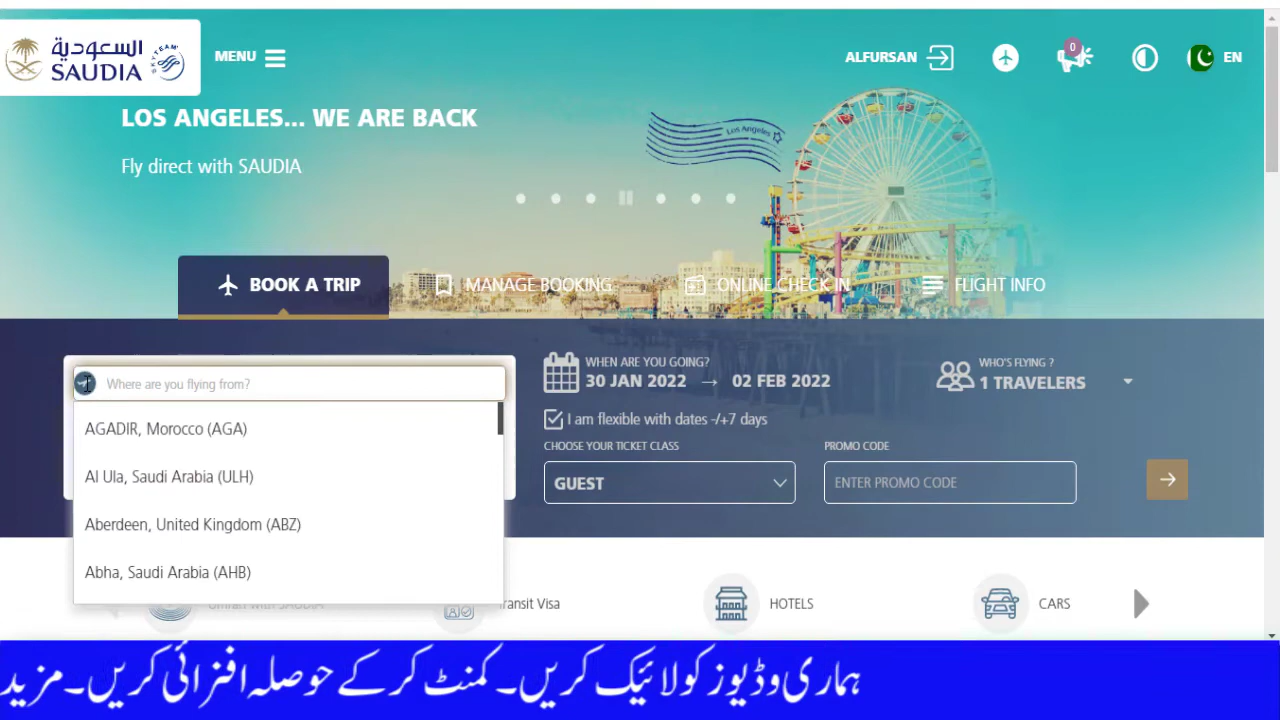 السعودية
SAUDIA
SKYTEAM
MENU
ALFURSAN
0
EN
LOS ANGELES... WE ARE BACK
Los Angeles
Fly direct with SAUDIA
BOOK A TRIP
MANAGE BOOKING
ONLINE CHECK IN
FLIGHT INFO
Where are you flying from?
AGADIR, Morocco (AGA)
Al Ula, Saudi Arabia (ULH)
Aberdeen, United Kingdom (ABZ)
Abha, Saudi Arabia (AHB)
WHEN ARE YOU GOING?
30 JAN 2022 → 02 FEB 2022
WHO'S FLYING ?
1 TRAVELERS
I am flexible with dates -/+7 days
CHOOSE YOUR TICKET CLASS
GUEST
PROMO CODE
ENTER PROMO CODE
Umrah with SAUDIA
ransit Visa
HOTELS
CARS
ہماری وڈیوز کو لائیک کریں۔ کمنٹ کر کے حوصلہ افزائی کریں۔ مزید